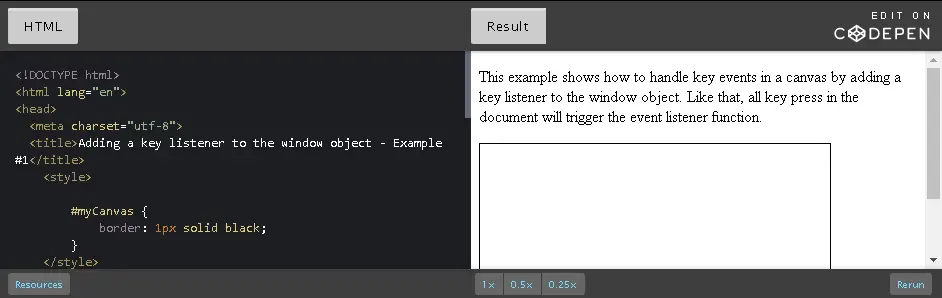 HTML
Result
EDIT ON
CODEPEN
<!DOCTYPE html>
<html lang="en">
<head>
<meta charset="utf-8">
<title>Adding a key listener to the window object - Example
#1</title>
<style>
#myCanvas {
border: 1px solid black;
}
</style>
This example shows how to handle key events in a canvas by adding a
key listener to the window object. Like that, all key press in the
document will trigger the event listener function.
Resources
1×
0.5×
0.25×
Rerun